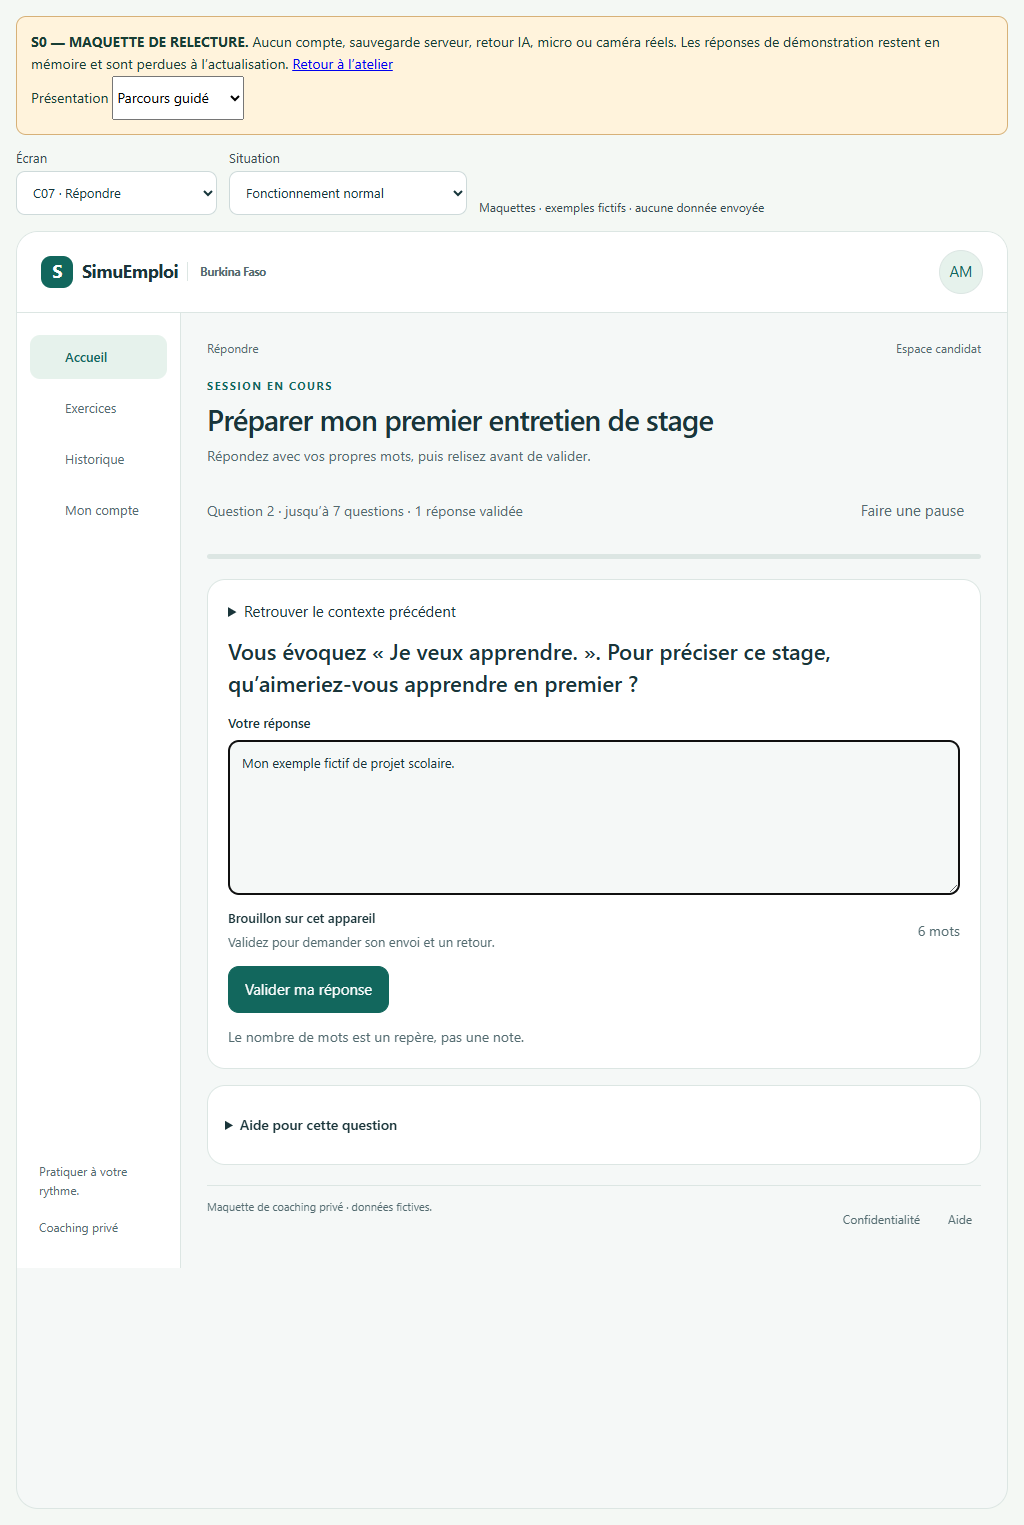 S0 — MAQUETTE DE RELECTURE. Aucun compte, sauvegarde serveur, retour IA, micro ou caméra réels. Les réponses de démonstration restent en
mémoire et sont perdues à l’actualisation. Retour à l’atelier
Présentation Parcours guidé
Écran
C07 · Répondre
Situation
Fonctionnement normal
Maquettes · exemples fictifs · aucune donnée envoyée
S SimuEmploi Burkina Faso
AM
Accueil
Exercices
Historique
Mon compte
Pratiquer à votre
rythme.
Coaching privé
Répondre
Espace candidat
SESSION EN COURS
Préparer mon premier entretien de stage
Répondez avec vos propres mots, puis relisez avant de valider.
Question 2 · jusqu’à 7 questions · 1 réponse validée
Faire une pause
Retrouver le contexte précédent
Vous évoquez « Je veux apprendre. ». Pour préciser ce stage,
qu’aimeriez-vous apprendre en premier ?
Votre réponse
Mon exemple fictif de projet scolaire.
Brouillon sur cet appareil
Validez pour demander son envoi et un retour.
6 mots
Valider ma réponse
Le nombre de mots est un repère, pas une note.
Aide pour cette question
Maquette de coaching privé · données fictives.
Confidentialité
Aide